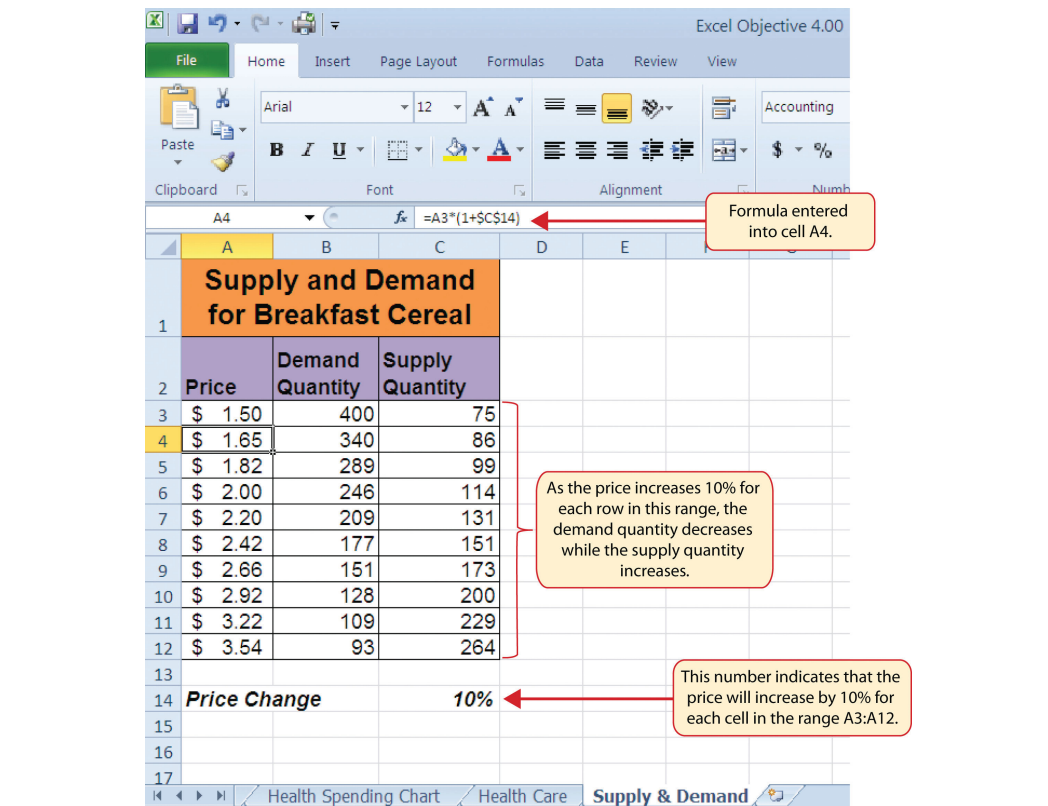 Excel Objective 4.00
File Home Insert Page Layout Formulas Data Review View
Arial 12 Accounting
Paste
B I U A $ %
Clipboard Font Alignment
A4 fx =A3*(1+$C$14)
Formula entered
into cell A4.
A B C D E
1 Supply and Demand
for Breakfast Cereal
2 Price Demand Quantity Supply Quantity
3 $ 1.50 400 75
4 $ 1.65 340 86
5 $ 1.82 289 99
6 $ 2.00 246 114
7 $ 2.20 209 131
8 $ 2.42 177 151
9 $ 2.66 151 173
10 $ 2.92 128 200
11 $ 3.22 109 229
12 $ 3.54 93 264
As the price increases 10% for
each row in this range, the
demand quantity decreases
while the supply quantity
increases.
13
14 Price Change 10%
This number indicates that the
price will increase by 10% for
each cell in the range A3:A12.
15
16
17
Health Spending Chart Health Care Supply & Demand